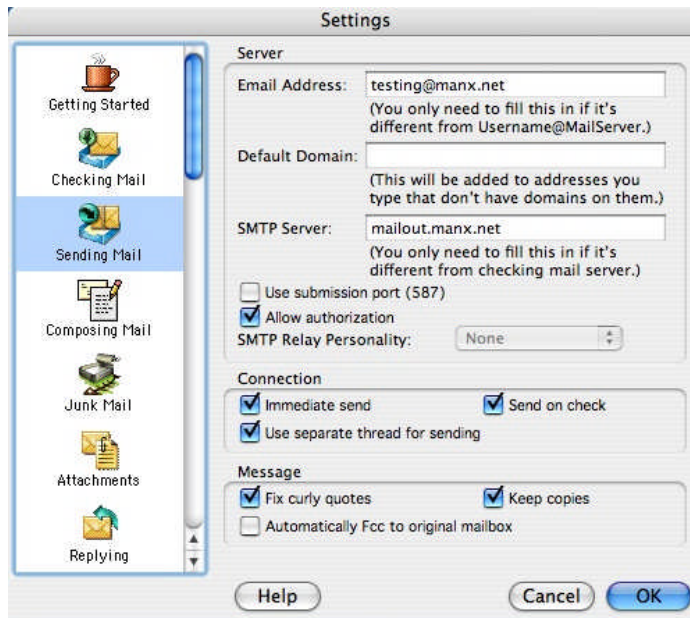 Settings
Getting Started
Checking Mail
Sending Mail
Composing Mail
Junk Mail
Attachments
Replying
Server
Email Address: testing@manx.net
(You only need to fill this in if it's
different from Username@MailServer.)
Default Domain:
(This will be added to addresses you
type that don't have domains on them.)
SMTP Server: mailout.manx.net
(You only need to fill this in if it's
different from checking mail server.)
Use submission port (587)
Allow authorization
SMTP Relay Personality: None
Connection
Immediate send Send on check
Use separate thread for sending
Message
Fix curly quotes Keep copies
Automatically Fcc to original mailbox
Help Cancel OK